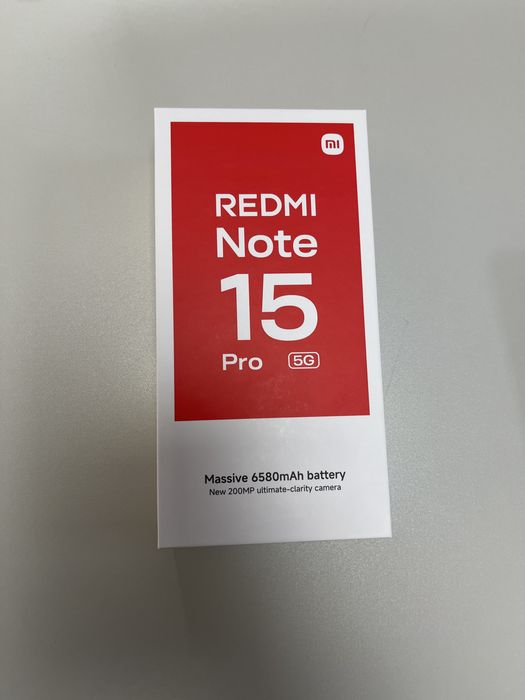 mi
REDMI
Note
15
Pro 5G
Massive 6580mAh battery
New 200MP ultimate-clarity camera